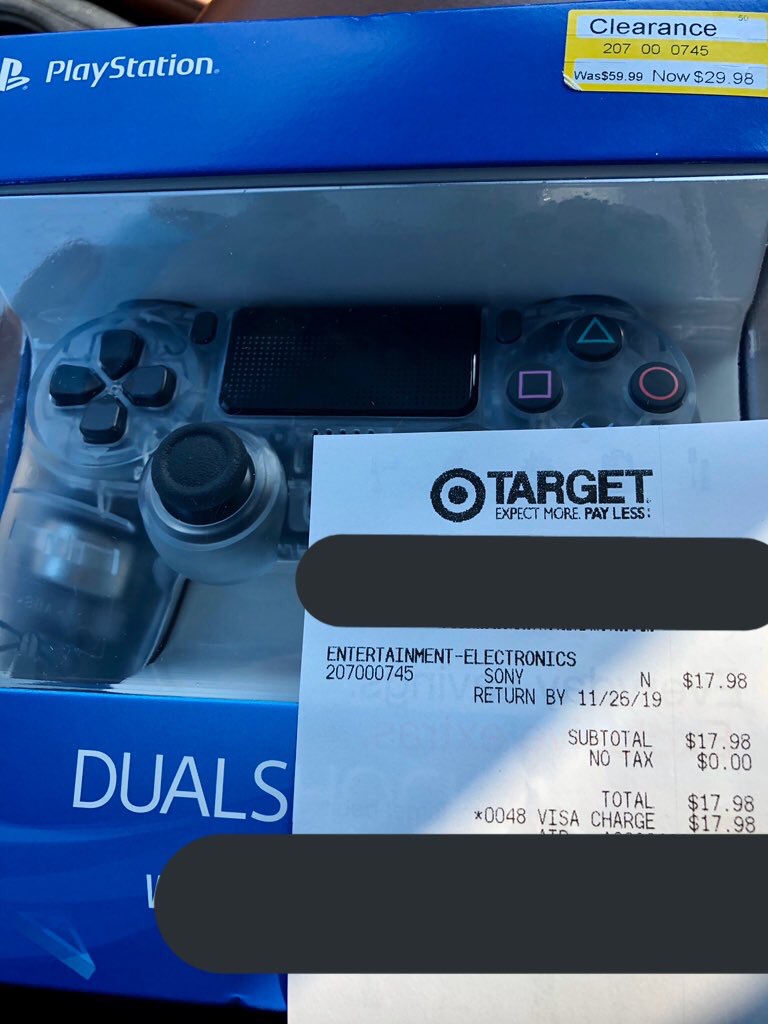 PlayStation
Clearance 50
207 00 0745
Was$59.99 Now $29.98
TARGET
EXPECT MORE. PAY LESS:
ENTERTAINMENT-ELECTRONICS
207000745 SONY N $17.98
RETURN BY 11/26/19
SUBTOTAL $17.98
NO TAX $0.00
TOTAL $17.98
*0048 VISA CHARGE $17.98
DUALS